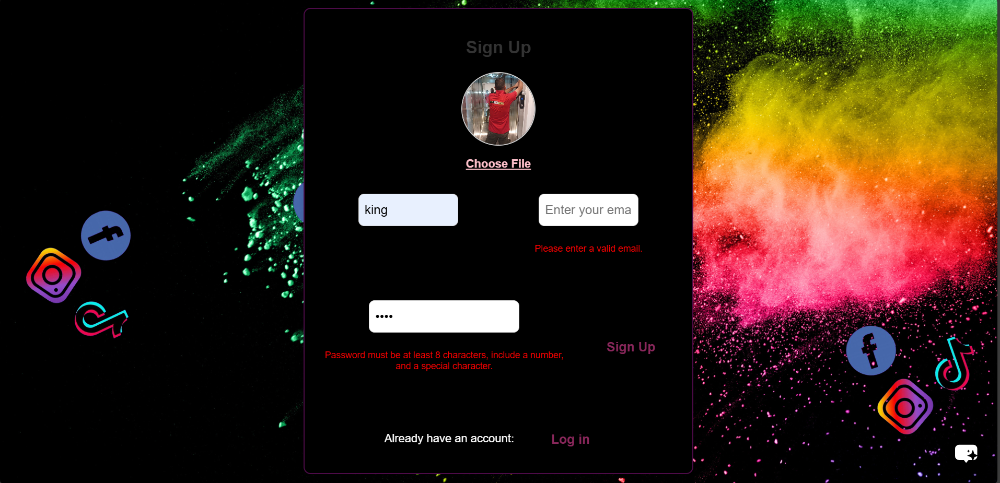 Sign Up
Choose File
king
Enter your ema
Please enter a valid email.
••••
Password must be at least 8 characters, include a number,
and a special character.
Sign Up
Already have an account:
Log in